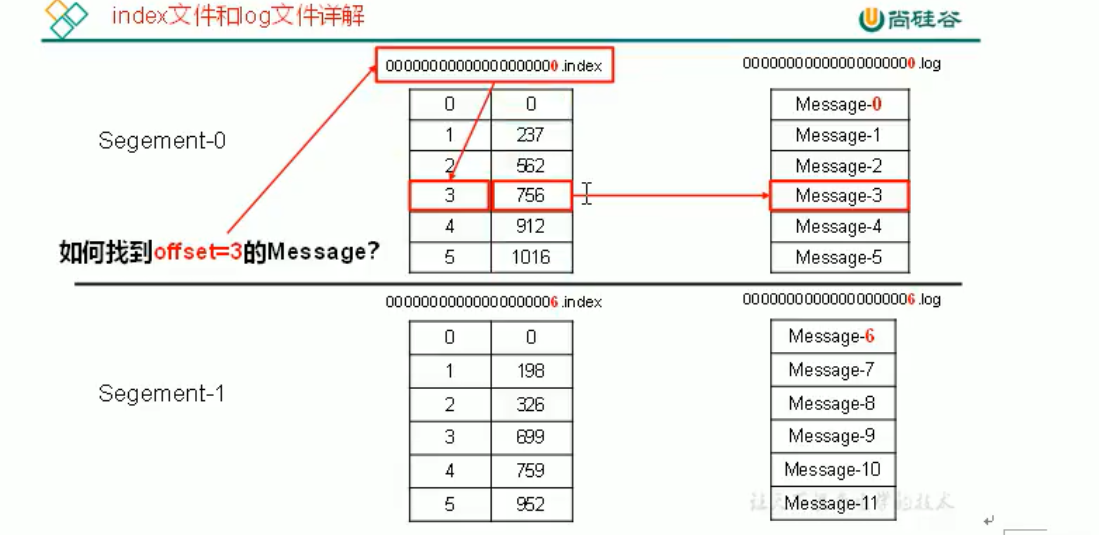 index文件和log文件详解
尚硅谷
00000000000000000000.index
00000000000000000000.log
Segement-0
0 0
1 237
2 562
3 756
4 912
5 1016
Message-0
Message-1
Message-2
Message-3
Message-4
Message-5
如何找到offset=3的Message?
00000000000000000006.index
00000000000000000006.log
Segement-1
0 0
1 198
2 326
3 699
4 759
5 952
Message-6
Message-7
Message-8
Message-9
Message-10
Message-11